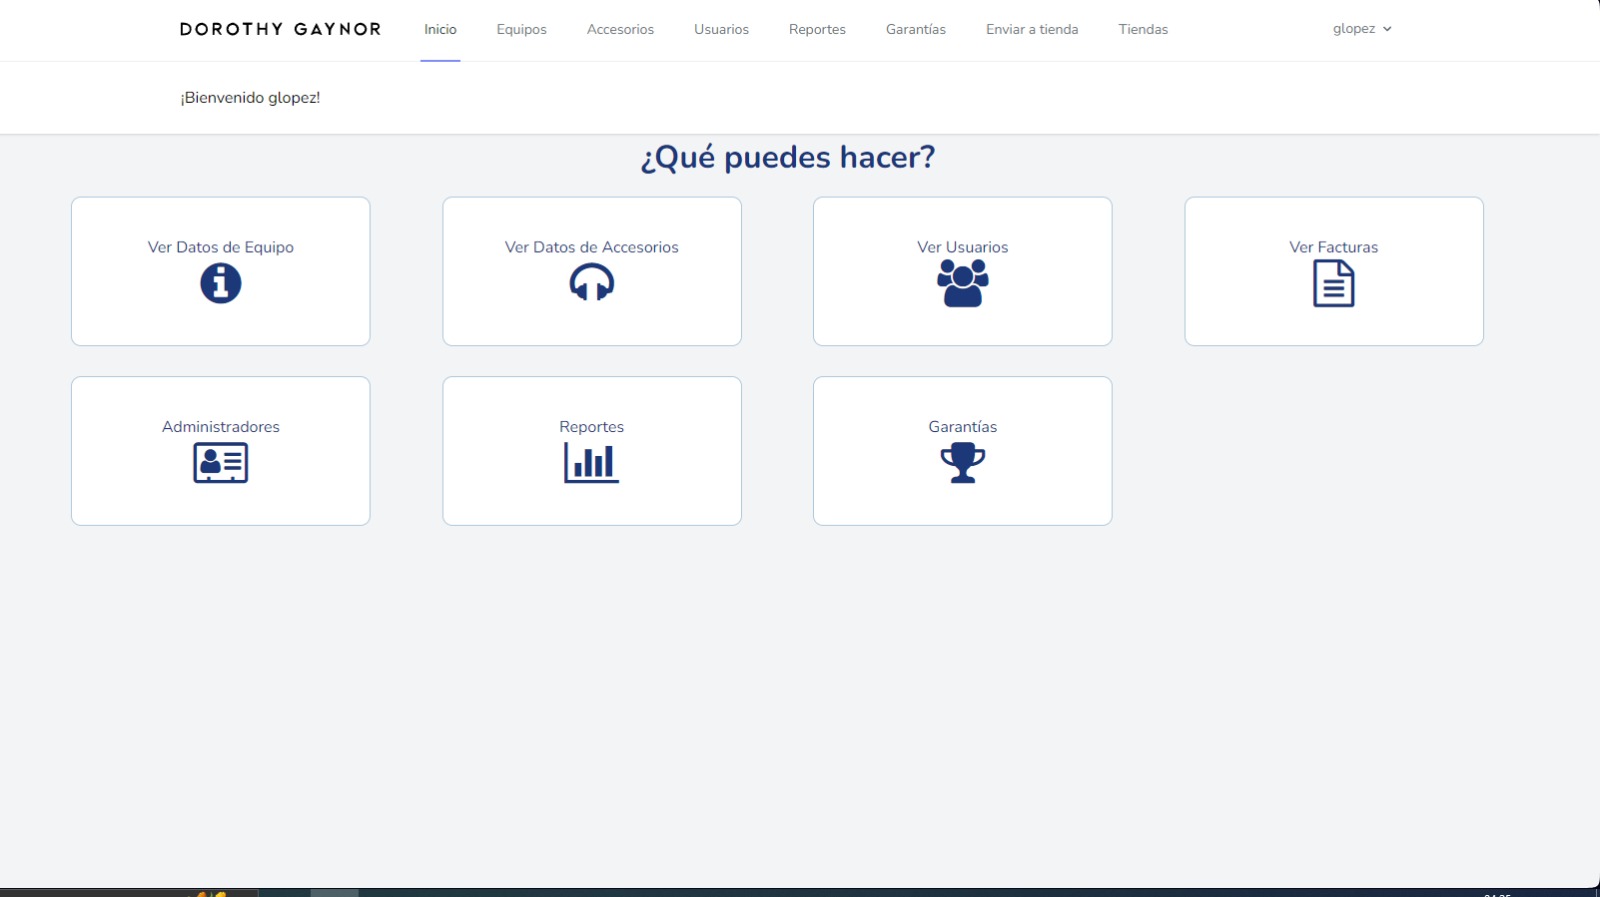 DOROTHY GAYNOR Inicio Equipos Accesorios Usuarios Reportes Garantías Enviar a tienda Tiendas glopez
¡Bienvenido glopez!
¿Qué puedes hacer?
Ver Datos de Equipo Ver Datos de Accesorios Ver Usuarios Ver Facturas
Administradores Reportes Garantías